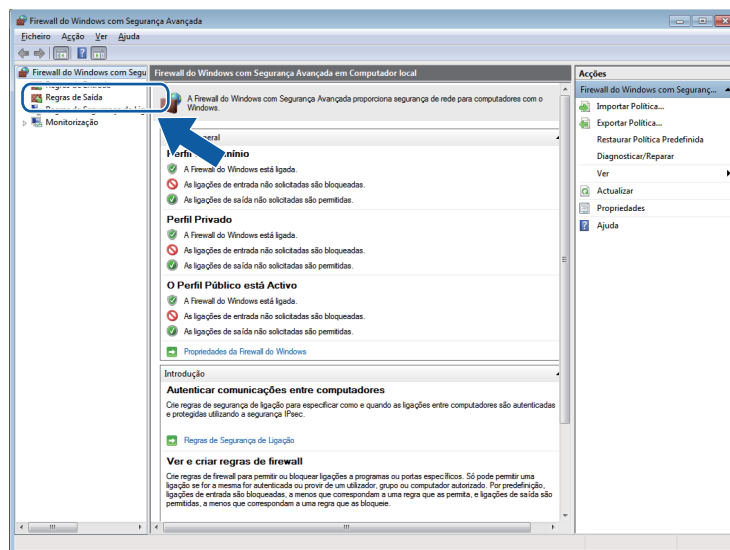 Firewall do Windows com Segurança Avançada
Ficheiro Acção Ver Ajuda
Firewall do Windows com Segu
Regras de Saída
Monitorização
Firewall do Windows com Segurança Avançada em Computador local
A Firewall do Windows com Segurança Avançada proporciona segurança de rede para computadores com o
Windows.
eral
Perfil
A Firewall do Windows está ligada.
As ligações de entrada não solicitadas são bloqueadas.
As ligações de saída não solicitadas são permitidas.
Perfil Privado
A Firewall do Windows está ligada.
As ligações de entrada não solicitadas são bloqueadas.
As ligações de saída não solicitadas são permitidas.
O Perfil Público está Activo
A Firewall do Windows está ligada.
As ligações de entrada não solicitadas são bloqueadas.
As ligações de saída não solicitadas são permitidas.
Propriedades da Firewall do Windows
Introdução
Autenticar comunicações entre computadores
Crie regras de segurança de ligação para especificar como e quando as ligações entre computadores são autenticadas
e protegidas utilizando a segurança IPsec.
Regras de Segurança de Ligação
Ver e criar regras de firewall
Crie regras de firewall para permitir ou bloquear ligações a programas ou portas específicos. Só pode permitir uma
ligação se for a mesma for autenticada ou provir de um utilizador, grupo ou computador autorizado. Por predefinição,
ligações de entrada são bloqueadas, a menos que correspondam a uma regra que as permita, e ligações de saída são
permitidas, a menos que correspondam a uma regra que as bloqueie.
Acções
Firewall do Windows com Seguranç...
Importar Política...
Exportar Política...
Restaurar Política Predefinida
Diagnosticar/Reparar
Ver
Actualizar
Propriedades
Ajuda